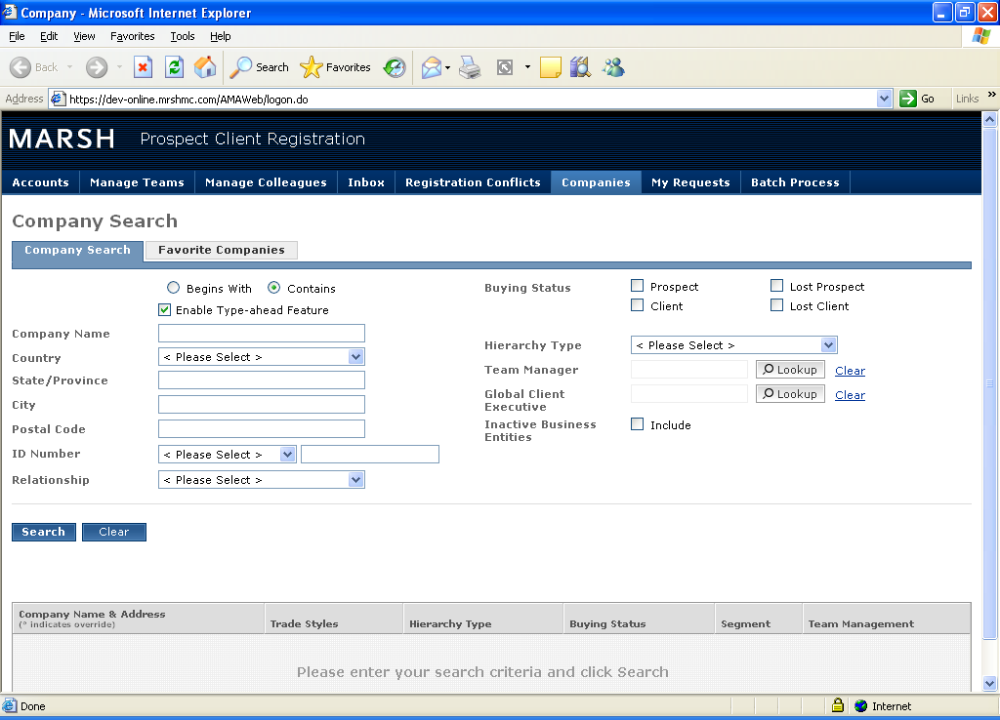 Company - Microsoft Internet Explorer
File Edit View Favorites Tools Help
Back Search Favorites
Address https://dev-online.mrshmc.com/AMAWeb/logon.do Go Links »
MARSH Prospect Client Registration
Accounts Manage Teams Manage Colleagues Inbox Registration Conflicts Companies My Requests Batch Process
Company Search
Company Search Favorite Companies
Begins With Contains
Enable Type-ahead Feature
Company Name
Country < Please Select >
State/Province
City
Postal Code
ID Number < Please Select >
Relationship < Please Select >
Buying Status Prospect Lost Prospect
Client Lost Client
Hierarchy Type < Please Select >
Team Manager Lookup Clear
Global Client
Executive Lookup Clear
Inactive Business
Entities Include
Search Clear
Company Name & Address
(* indicates override)
Trade Styles Hierarchy Type Buying Status Segment Team Management
Please enter your search criteria and click Search
Done Internet